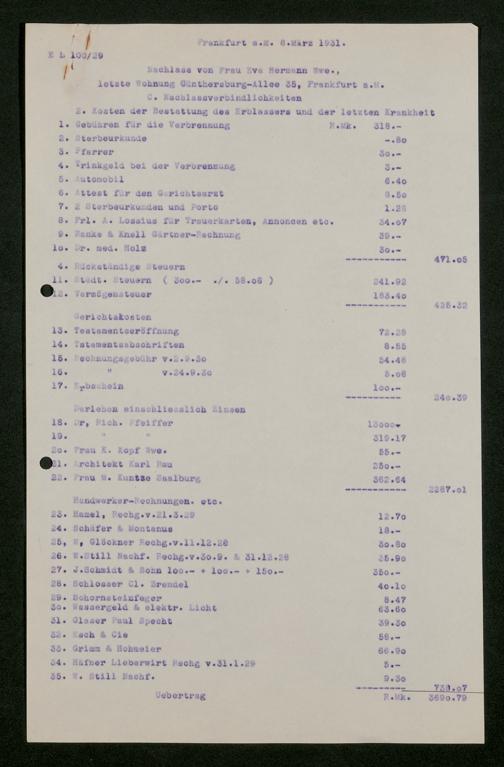 Frankfurt a.M. 8.März 1931.
E L 100/29
Nachlass von Frau Eva Hermann Wwe.,
letzte Wohnung Günthersburg-Allee 35, Frankfurt a.M.
C. Nachlassverbindlichkeiten
2. Kosten der Bestattung des Erblassers und der letzten Krankheit
1. Gebühren für die Verbrennung R.Mk. 318.-
2. Sterbeurkunde -.80
3. Pfarrer 30.-
4. Trinkgeld bei der Verbrennung 3.-
5. Automobil 6.40
6. Attest für den Gerichtsarzt 8.50
7. 2 Sterbeurkunden und Porto 1.28
8. Frl. A. Lossius für Trauerkarten, Annoncen etc. 34.07
9. Ranke & Knell Gärtner-Rechnung 39.-
10. Dr. med. Holz 30.-
471.05
4. Rückständige Steuern
11. Städt. Steuern ( 300.- ./. 58.08 ) 241.92
12. Vermögensteuer 183.40
425.32
Gerichtskosten
13. Testamentseröffnung 72.28
14. Tstamentsabschriften 8.55
15. Rechnungsgebühr v.2.9.30 54.48
16. " v.24.9.30 5.08
17. Erbschein 100.-
240.39
Darlehen einschliesslich Zinsen
18. Dr, Rich. Pfeiffer 13000-
19. " " 319.17
20. Frau K. Kopf Wwe. 55.-
21. Architekt Karl Rau 250.-
22. Frau M. Kuntze Saalburg 362.64
2287.01
Handwerker-Rechnungen. etc.
23. Hamel, Rechg.v.21.3.29 12.70
24. Schäfer & Montanus 18.-
25, W, Glöckner Rechg.v.11.12.28 30.80
26. W.Still Nachf. Rechg.v.30.9. & 31.12.28 35.90
27. J.Schmidt & Sohn 100.- + 100.- + 150.- 350.-
28. Schlosser Cl. Brendel 40.10
29. Schornsteinfeger 8.47
30. Wassergeld & elektr. Licht 63.60
31. Glaser Paul Specht 39.30
32. Esch & Cie 58.-
33. Grimm & Hohmeier 66.90
34. Häfner Lieberwirt Rechg v.31.1.29 5.-
35. W. Still Nachf. 9.30
738.07
Uebertrag R.Mk. 3690.79